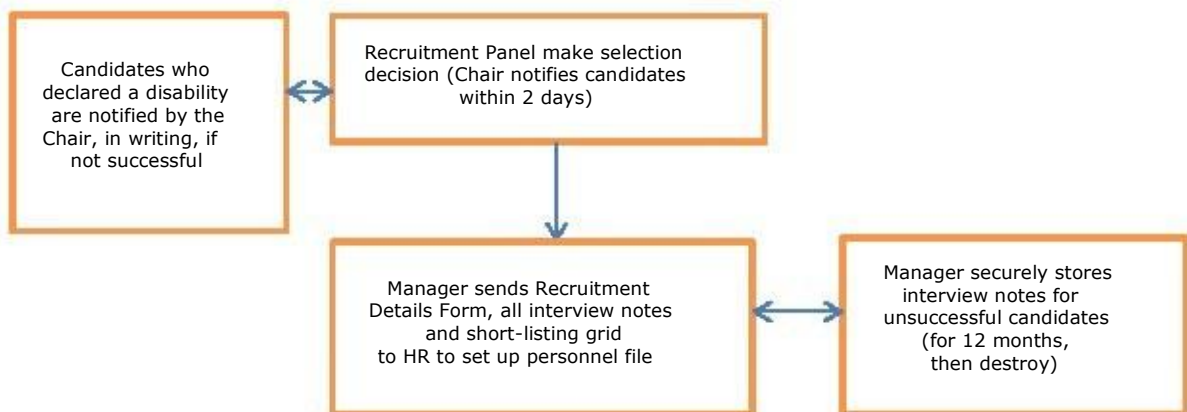 Candidates who
declared a disability
are notified by the
Chair, in writing, if
not successful
Recruitment Panel make selection
decision (Chair notifies candidates
within 2 days)
Manager sends Recruitment
Details Form, all interview notes
and short-listing grid
to HR to set up personnel file
Manager securely stores
interview notes for
unsuccessful candidates
(for 12 months,
then destroy)